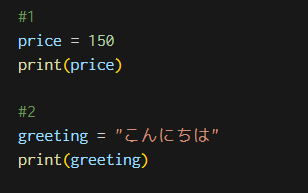 #1
price = 150
print(price)
#2
greeting = "こんにちは"
print(greeting)